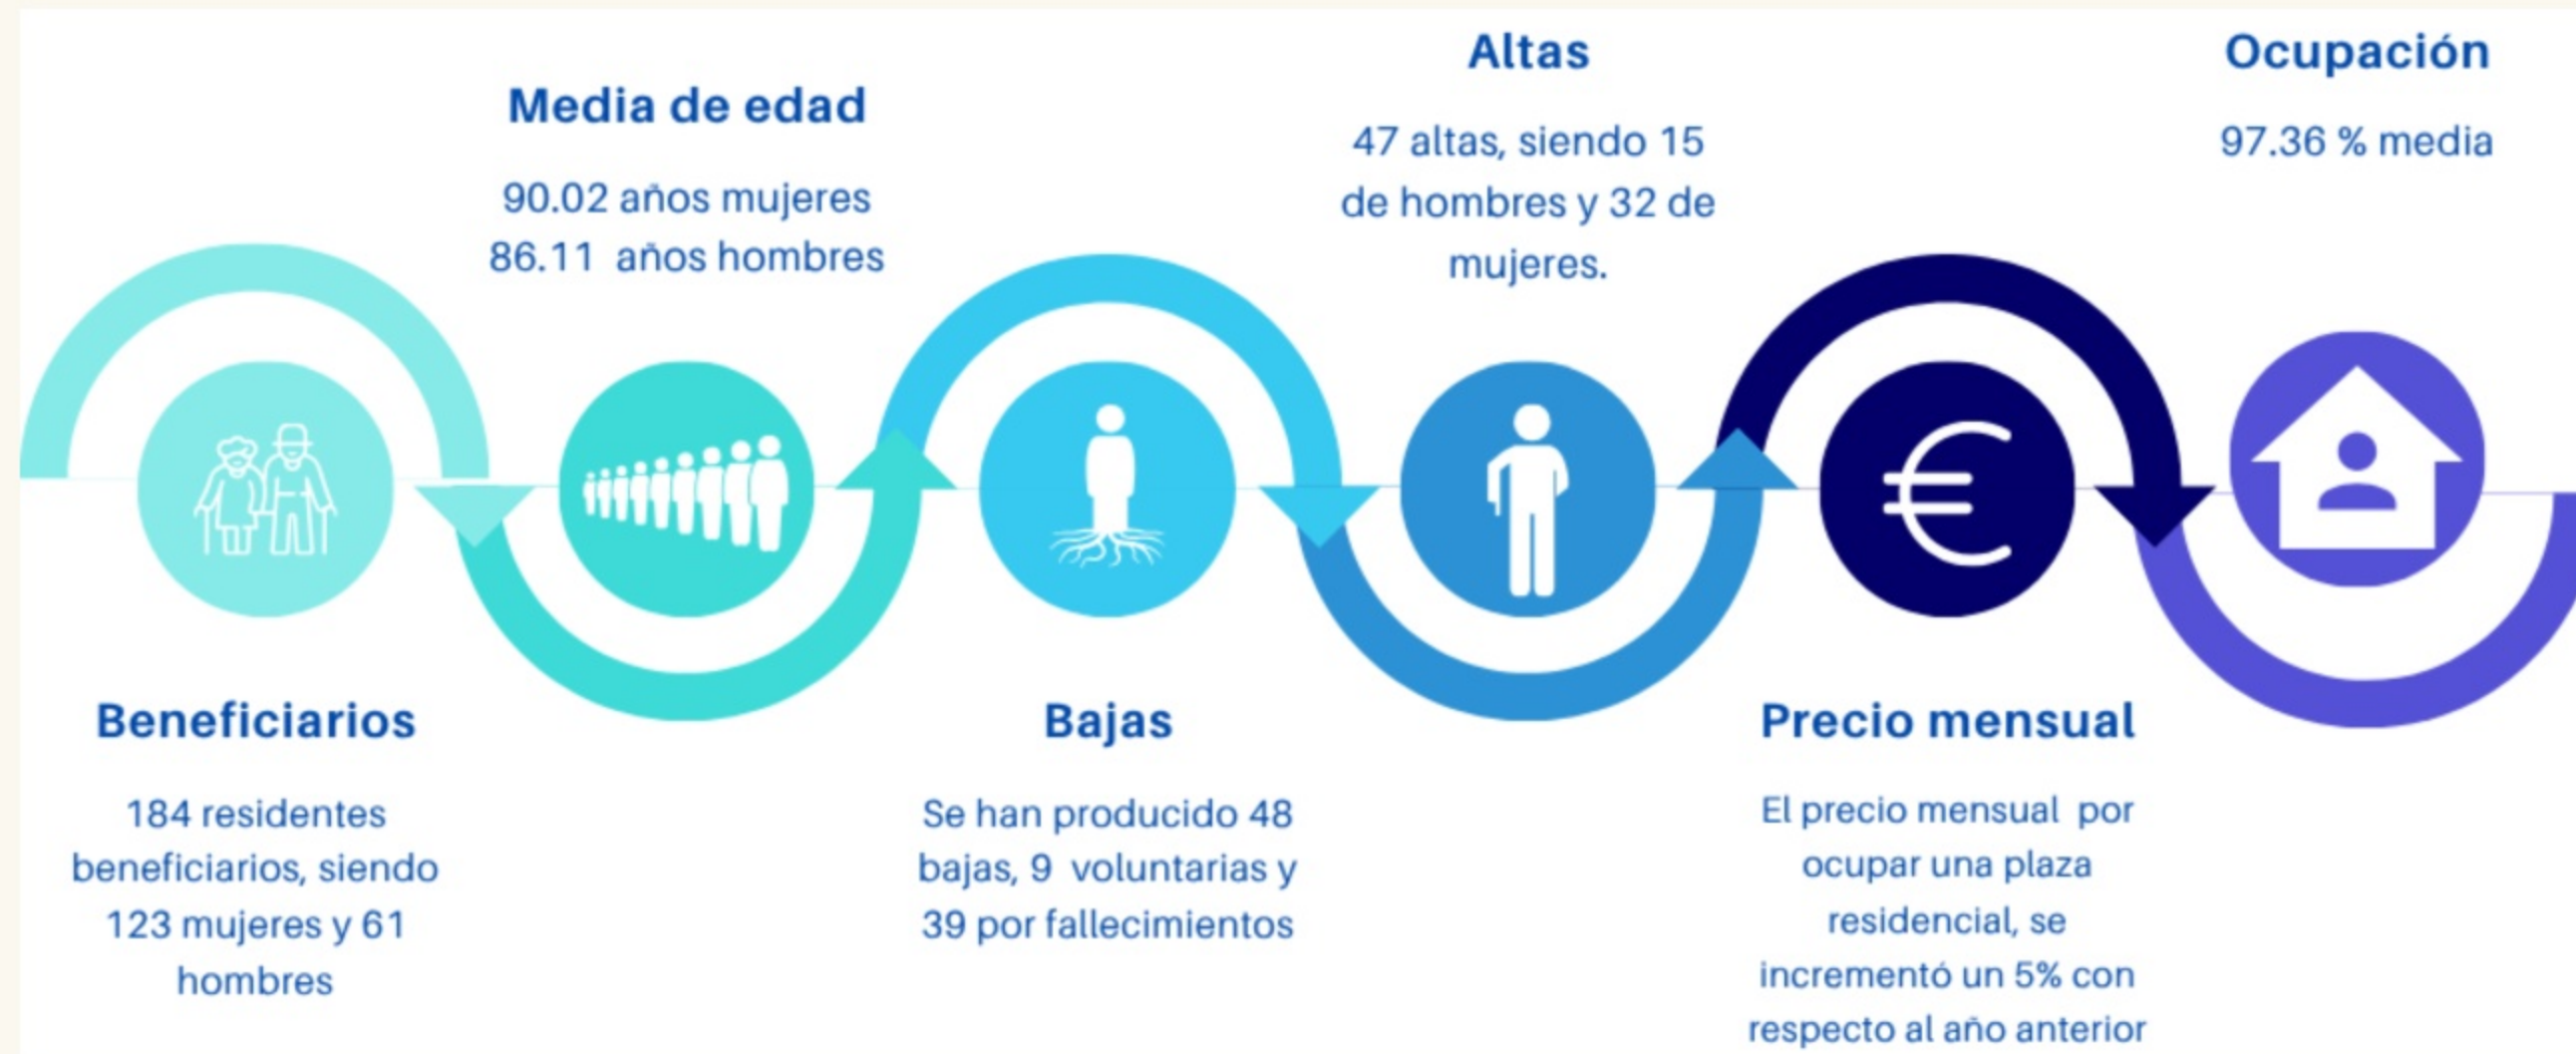 Beneficiarios
184 residentes
beneficiarios, siendo
123 mujeres y 61
hombres
Media de edad
90.02 años mujeres
86.11 años hombres
Bajas
Se han producido 48
bajas, 9 voluntarias y
39 por fallecimientos
Altas
47 altas, siendo 15
de hombres y 32 de
mujeres.
Precio mensual
El precio mensual por
ocupar una plaza
residencial, se
incrementó un 5% con
respecto al año anterior
Ocupación
97.36 % media